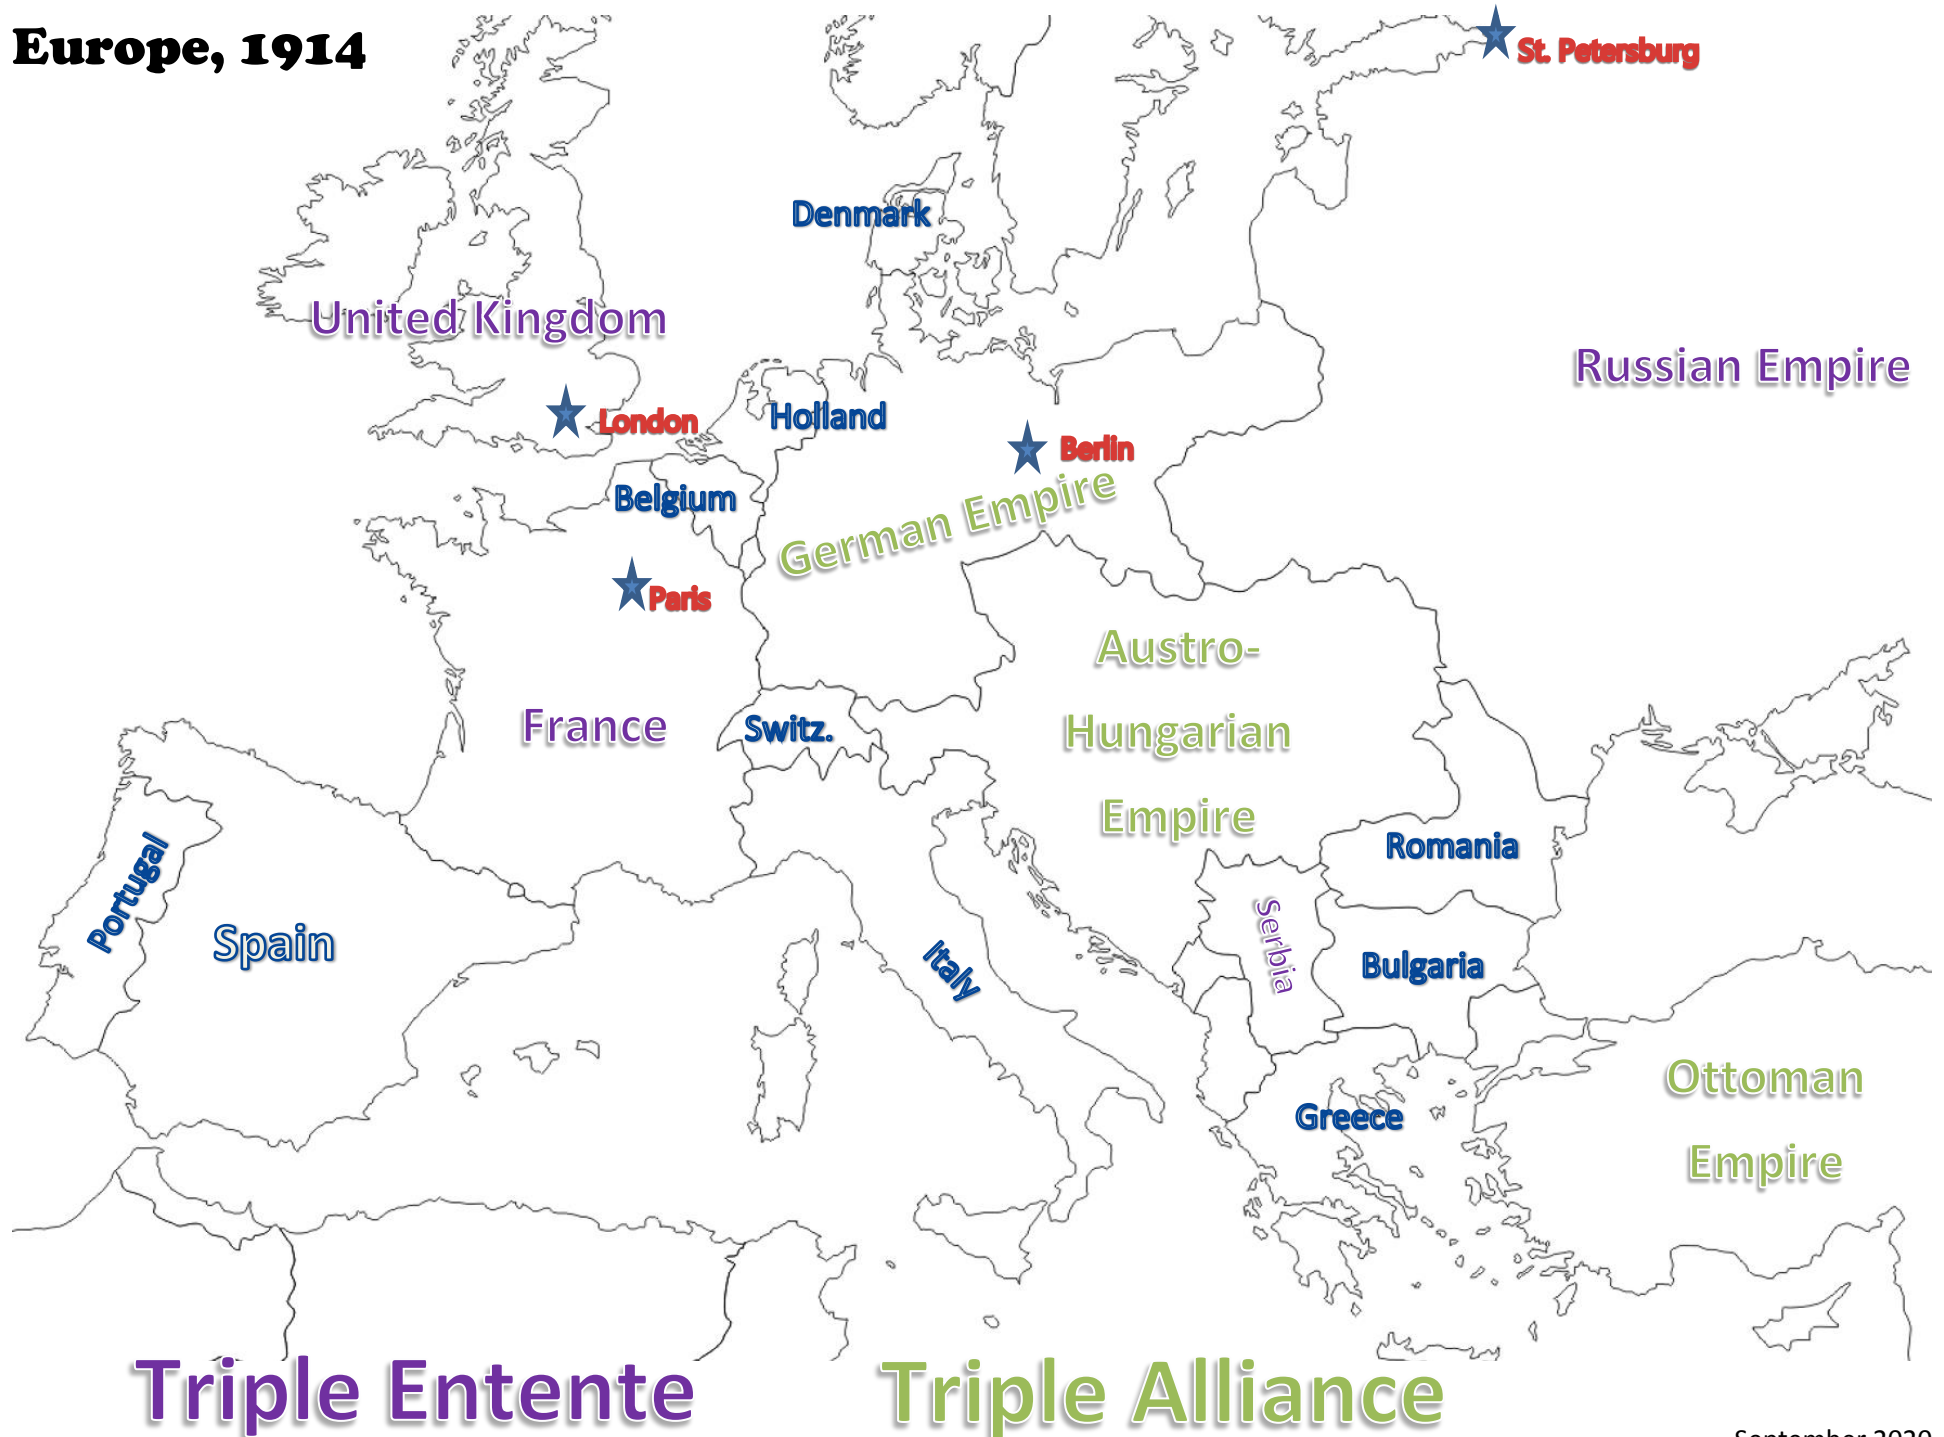 Europe, 1914
St. Petersburg
Denmark
United Kingdom
Russian Empire
London
Holland
Berlin
Belgium
German Empire
Paris
Austro-
Hungarian
Empire
France
Switz.
Romania
Portugal
Spain
Serbia
Italy
Bulgaria
Ottoman
Empire
Greece
Triple Entente
Triple Alliance